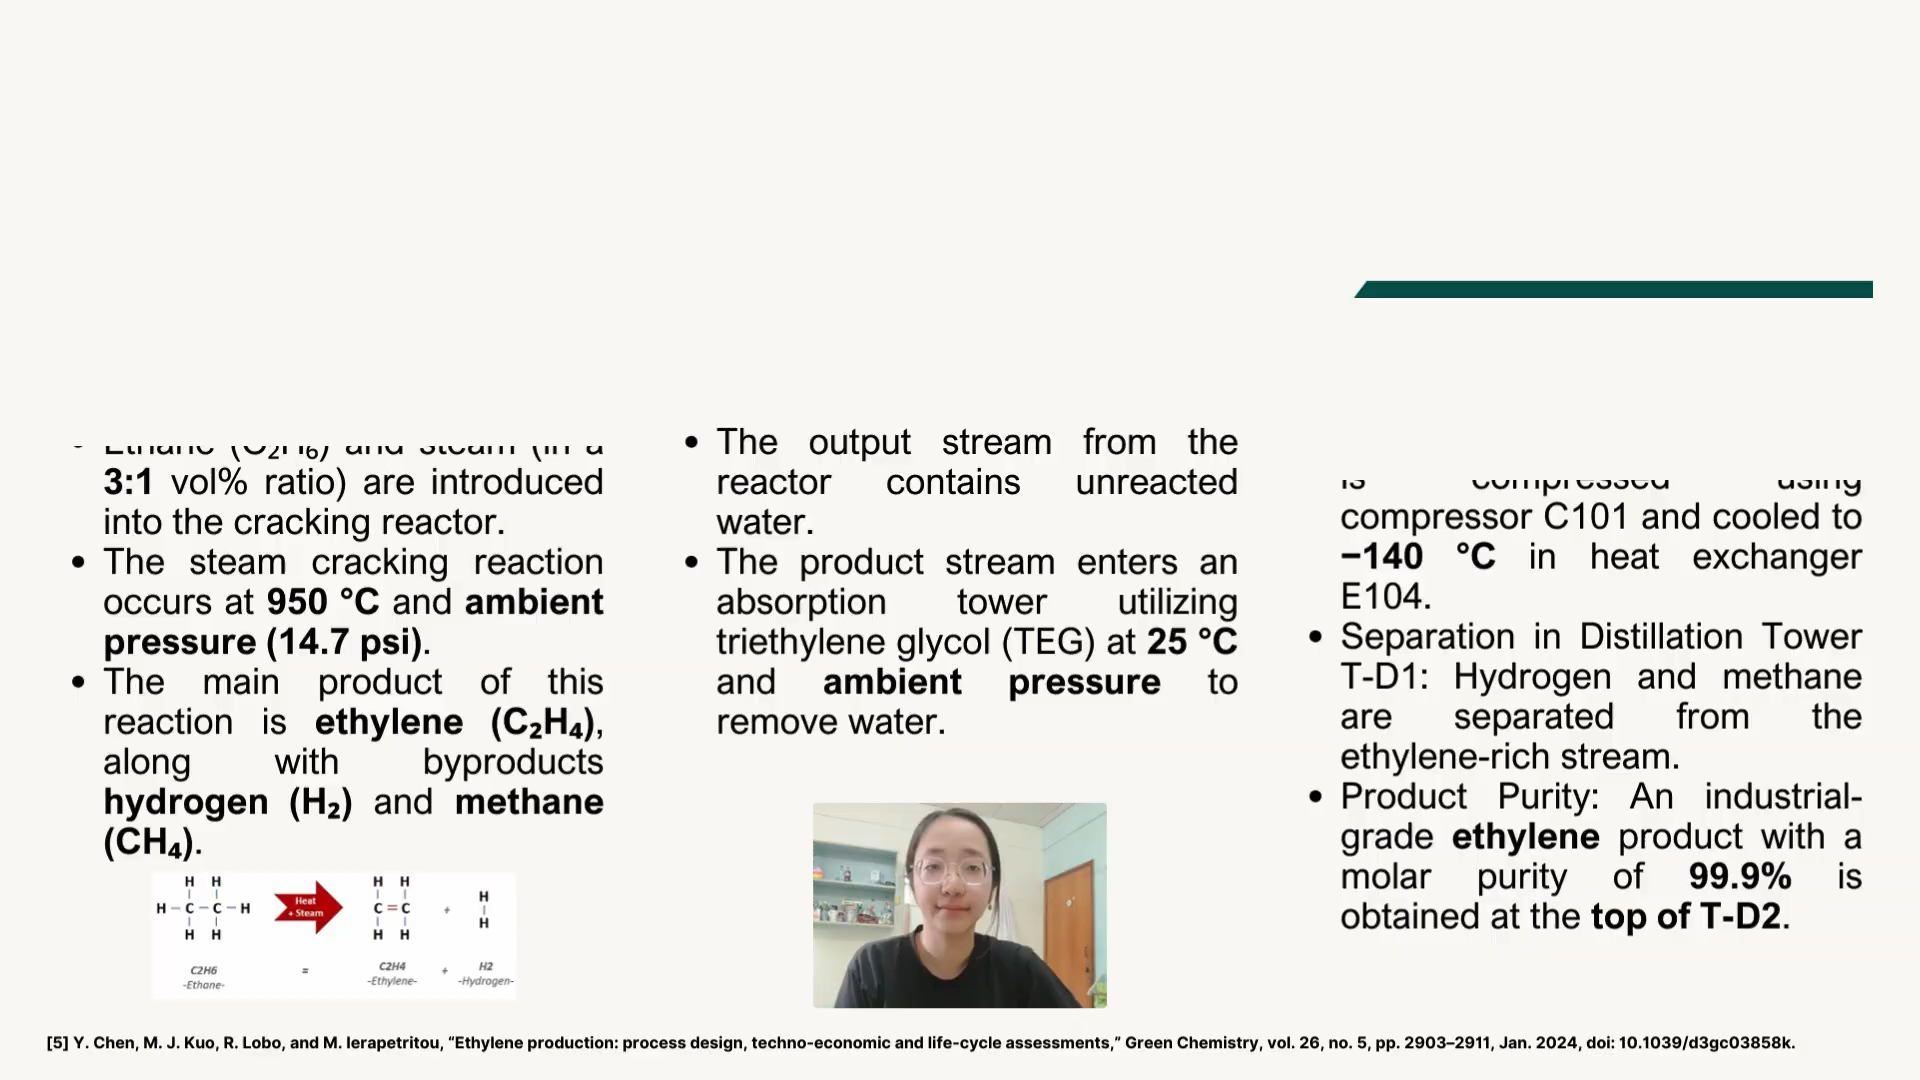 Ethane (C₂H₆) and steam (in a
3:1 vol% ratio) are introduced
into the cracking reactor.
• The steam cracking reaction
occurs at 950 °C and ambient
pressure (14.7 psi).
• The main product of this
reaction is ethylene (C₂H₄),
along with byproducts
hydrogen (H₂) and methane
(CH₄).
H H
H C C H
H H
Heat
+ Steam
H H
C = C
H H
+
H
H
C2H6 = C2H4 + H2
-Ethane- -Ethylene- -Hydrogen-
• The output stream from the
reactor contains unreacted
water.
• The product stream enters an
absorption tower utilizing
triethylene glycol (TEG) at 25 °C
and ambient pressure to
remove water.
is compressed using
compressor C101 and cooled to
−140 °C in heat exchanger
E104.
• Separation in Distillation Tower
T-D1: Hydrogen and methane
are separated from the
ethylene-rich stream.
• Product Purity: An industrial-
grade ethylene product with a
molar purity of 99.9% is
obtained at the top of T-D2.
[5] Y. Chen, M. J. Kuo, R. Lobo, and M. Ierapetritou, “Ethylene production: process design, techno-economic and life-cycle assessments,” Green Chemistry, vol. 26, no. 5, pp. 2903–2911, Jan. 2024, doi: 10.1039/d3gc03858k.